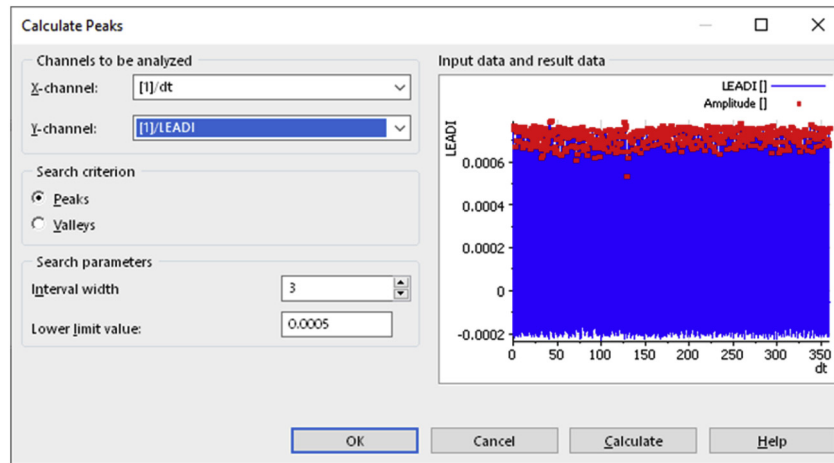 Calculate Peaks
Channels to be analyzed
X-channel:
[1]/dt
Y-channel:
[1]/LEADI
Search criterion
Peaks
Valleys
Search parameters
Interval width
3
Lower limit value:
0.0005
Input data and result data
LEADI []
Amplitude []
LEADI
0.0006
0.0004
0.0002
0
-0.0002
0 50 100 150 200 250 300 350
dt
OK Cancel Calculate Help